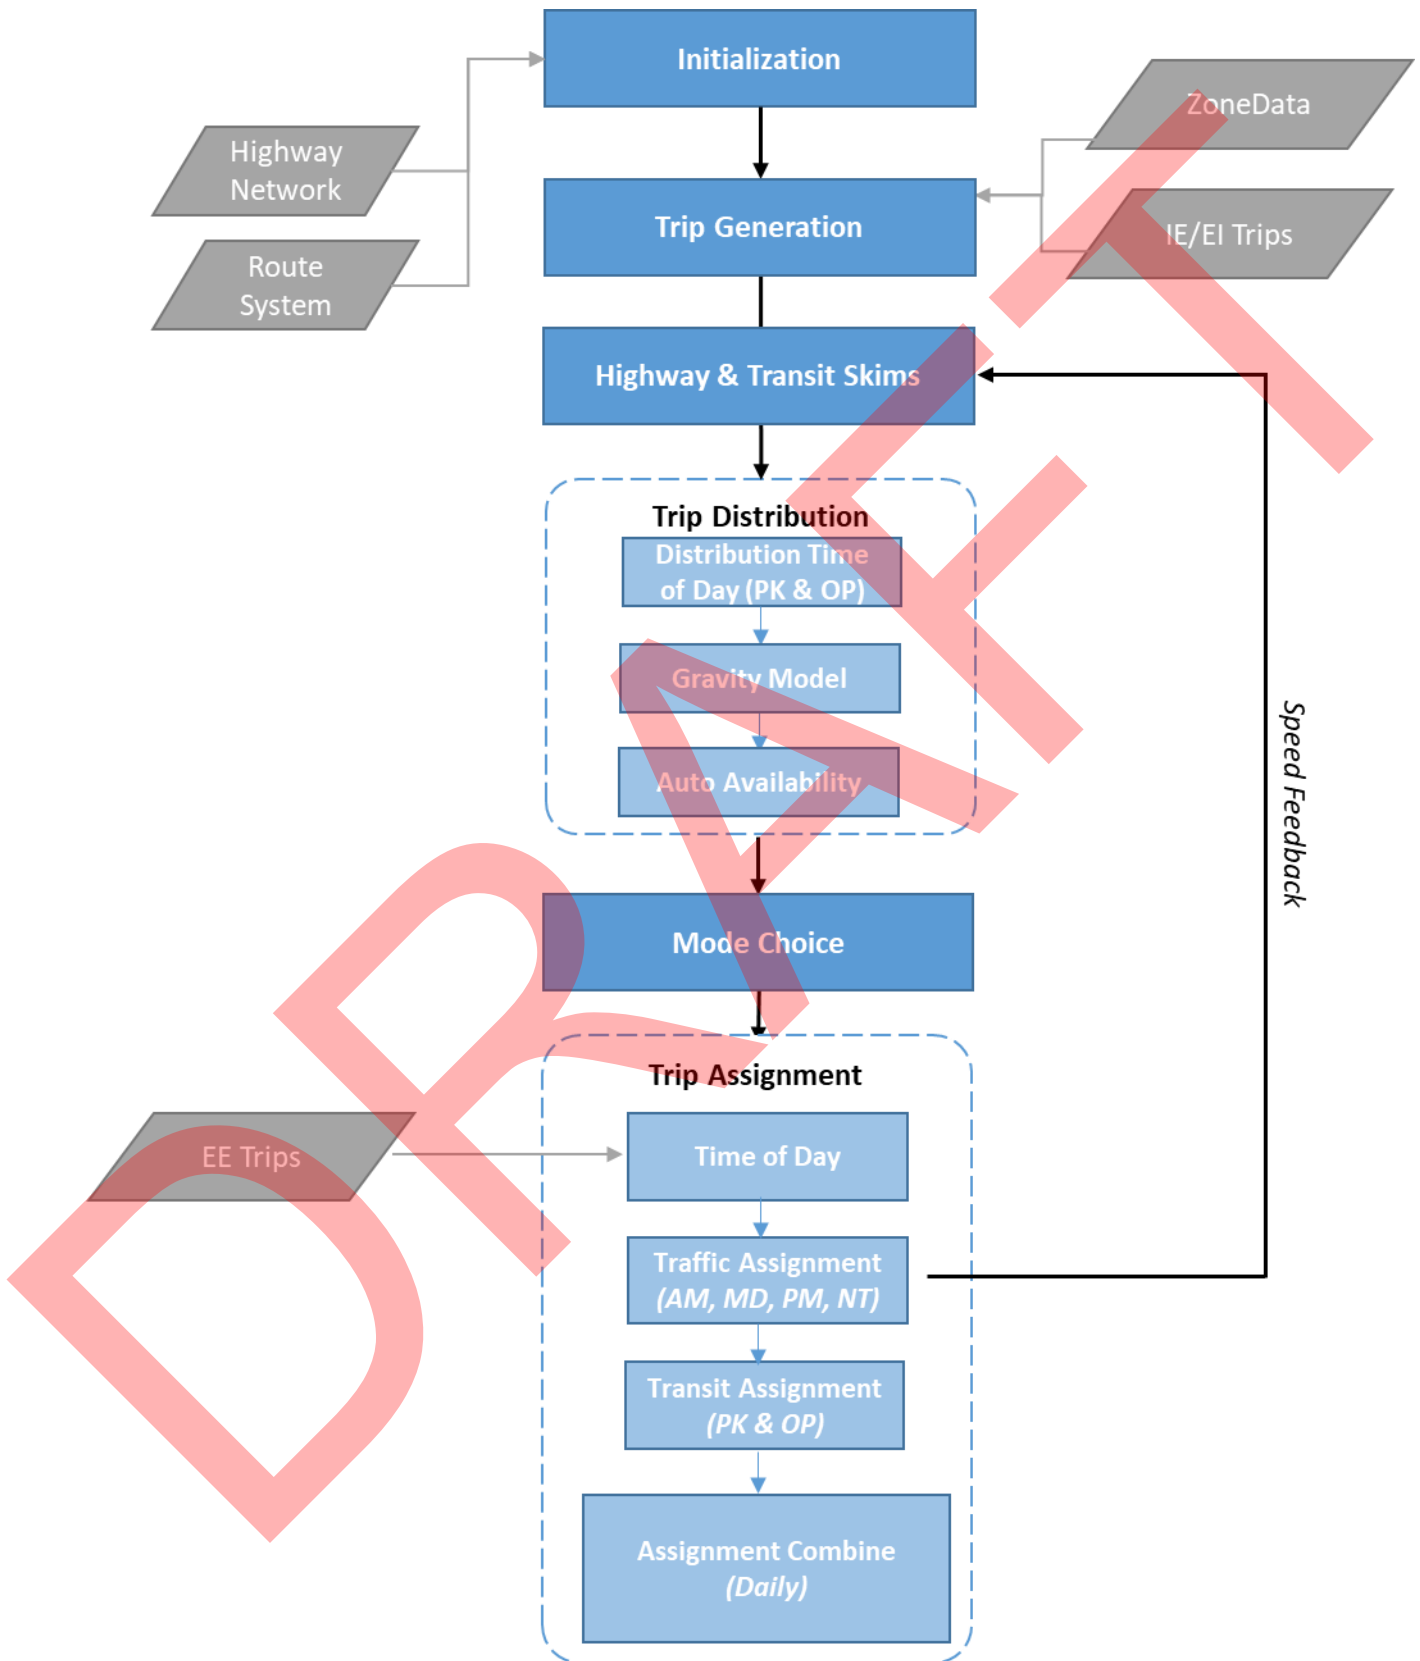 Initialization
ZoneData
Highway
Network
Trip Generation
IE/EI Trips
Route
System
Highway & Transit Skims
Trip Distribution
Distribution Time
of Day (PK & OP)
Gravity Model
Auto Availability
Speed Feedback
Mode Choice
Trip Assignment
EE Trips
Time of Day
Traffic Assignment
(AM, MD, PM, NT)
Transit Assignment
(PK & OP)
Assignment Combine
(Daily)
DRAFT